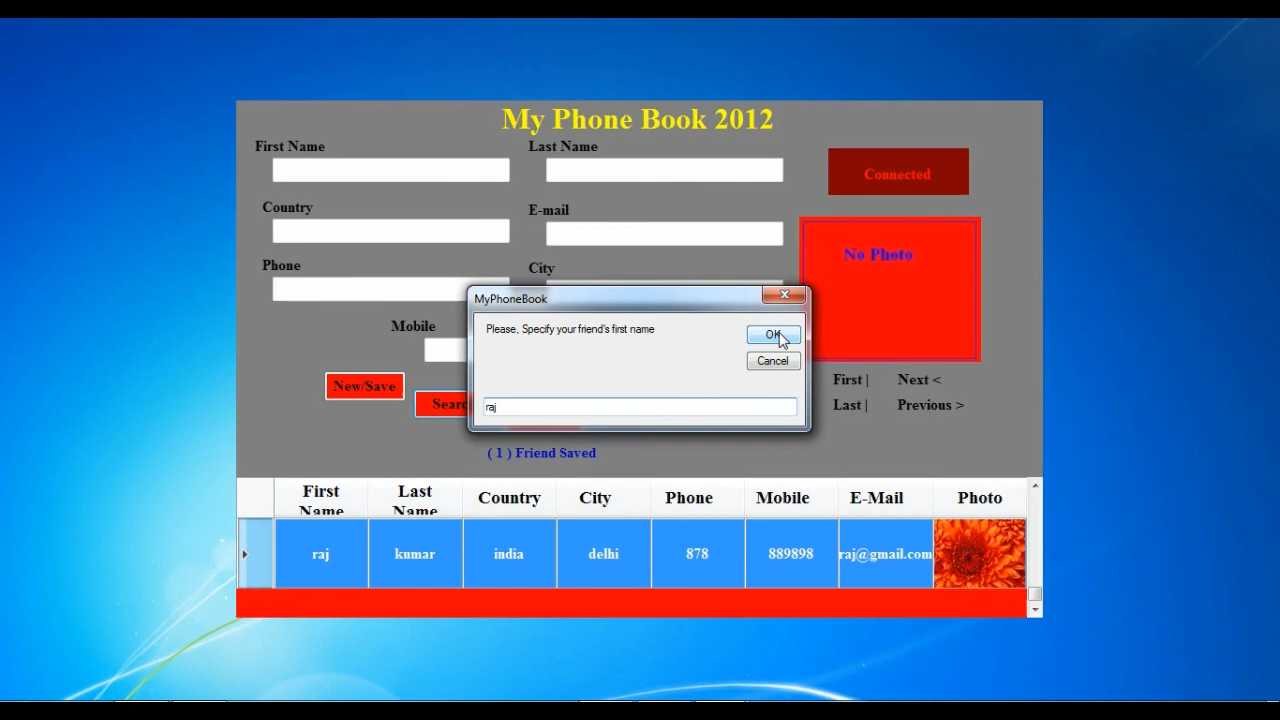 My Phone Book 2012
First Name
Last Name
Connected
Country
E-mail
No Photo
Phone
City
MyPhoneBook
Please, Specify your friend's first name
OK
Cancel
raj
Mobile
First |
Next <
New/Save
Last |
Previous >
( 1 ) Friend Saved
First Name
Last Name
Country
City
Phone
Mobile
E-Mail
Photo
raj
kumar
india
delhi
878
889898
raj@gmail.com